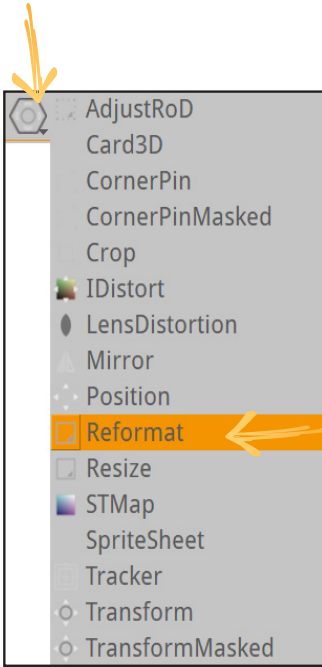 AdjustRoD
Card3D
CornerPin
CornerPinMasked
Crop
IDistort
LensDistortion
Mirror
Position
Reformat
Resize
STMap
SpriteSheet
Tracker
Transform
TransformMasked